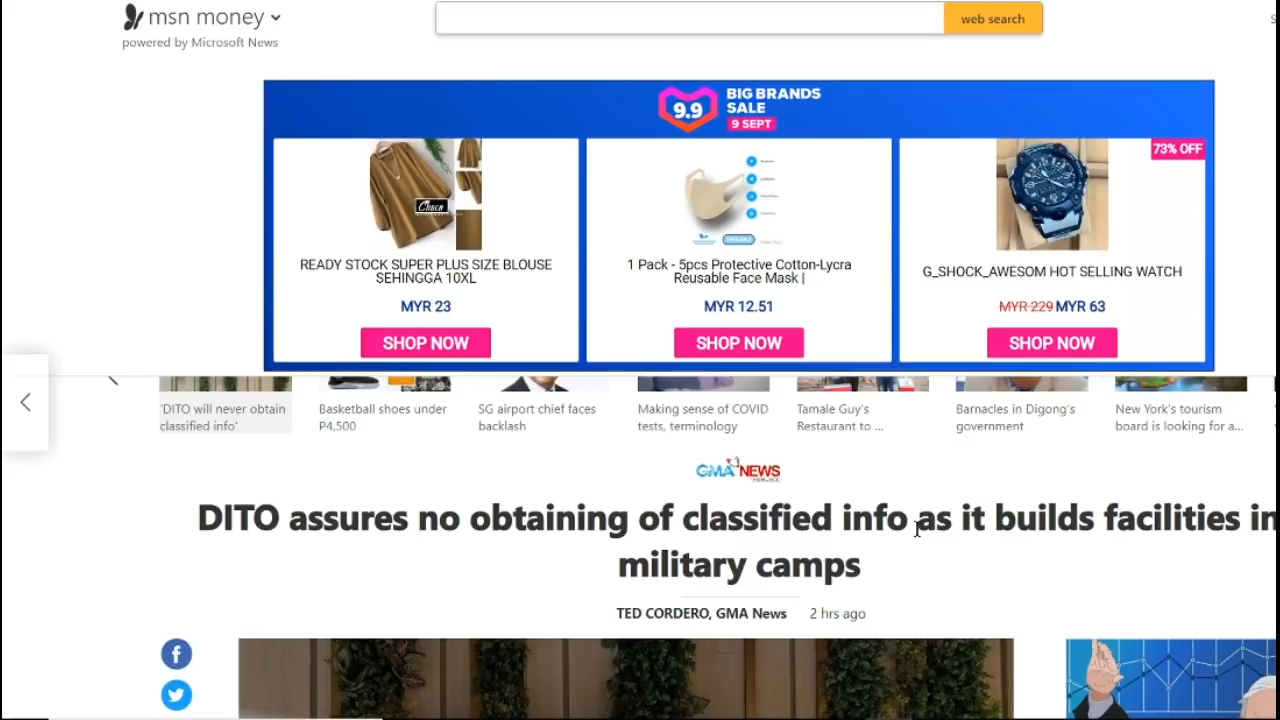 msn money
web search
powered by Microsoft News
9.9
BIG BRANDS
SALE
9 SEPT
73% OFF
Chuca
READY STOCK SUPER PLUS SIZE BLOUSE
SEHINGGA 10XL
MYR 23
SHOP NOW
1 Pack - 5pcs Protective Cotton-Lycra
Reusable Face Mask |
MYR 12.51
SHOP NOW
G_SHOCK_AWESOM HOT SELLING WATCH
MYR 229 MYR 63
SHOP NOW
'DITO will never obtain
classified info'
Basketball shoes under
P4,500
SG airport chief faces
backlash
Making sense of COVID
tests, terminology
Tamale Guy's
Restaurant to ...
Barnacles in Digong's
government
New York's tourism
board is looking for a...
GMA NEWS
DITO assures no obtaining of classified info as it builds facilities in
military camps
TED CORDERO, GMA News 2 hrs ago